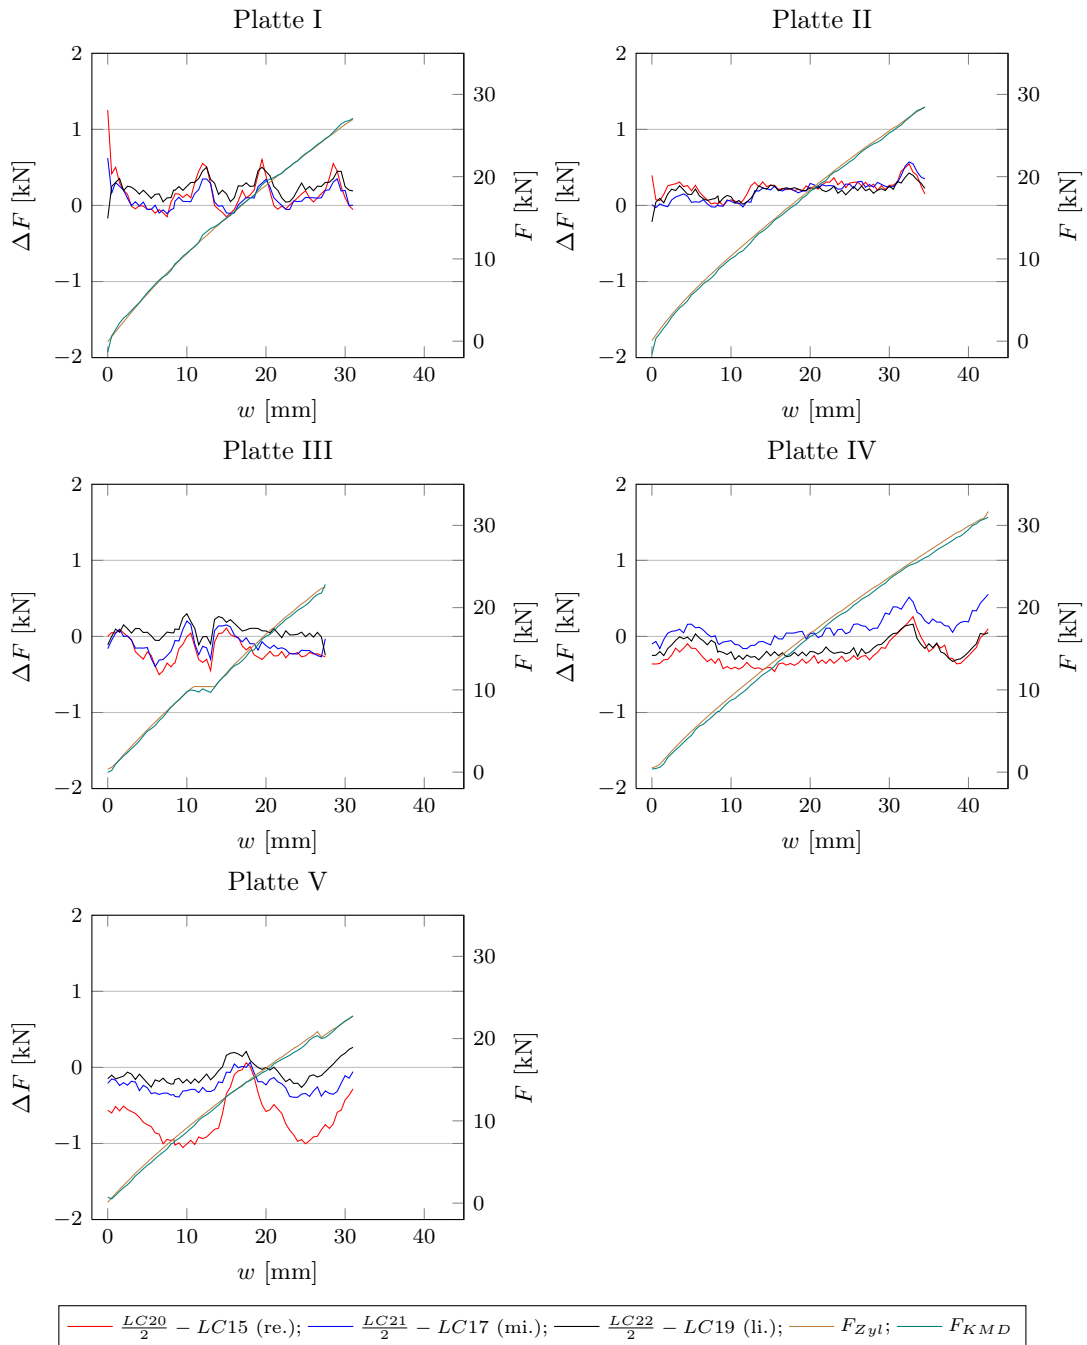 Platte I
2
1
0
−1
−2
ΔF [kN]
30
20
10
0
F [kN]
0 10 20 30 40
w [mm]
Platte II
2
1
0
−1
−2
ΔF [kN]
30
20
10
0
F [kN]
0 10 20 30 40
w [mm]
Platte III
2
1
0
−1
−2
ΔF [kN]
30
20
10
0
F [kN]
0 10 20 30 40
w [mm]
Platte IV
2
1
0
−1
−2
ΔF [kN]
30
20
10
0
F [kN]
0 10 20 30 40
w [mm]
Platte V
2
1
0
−1
−2
ΔF [kN]
30
20
10
0
F [kN]
0 10 20 30 40
w [mm]
LC20/2 − LC15 (re.); LC21/2 − LC17 (mi.); LC22/2 − LC19 (li.); F_Zyl; F_KMD